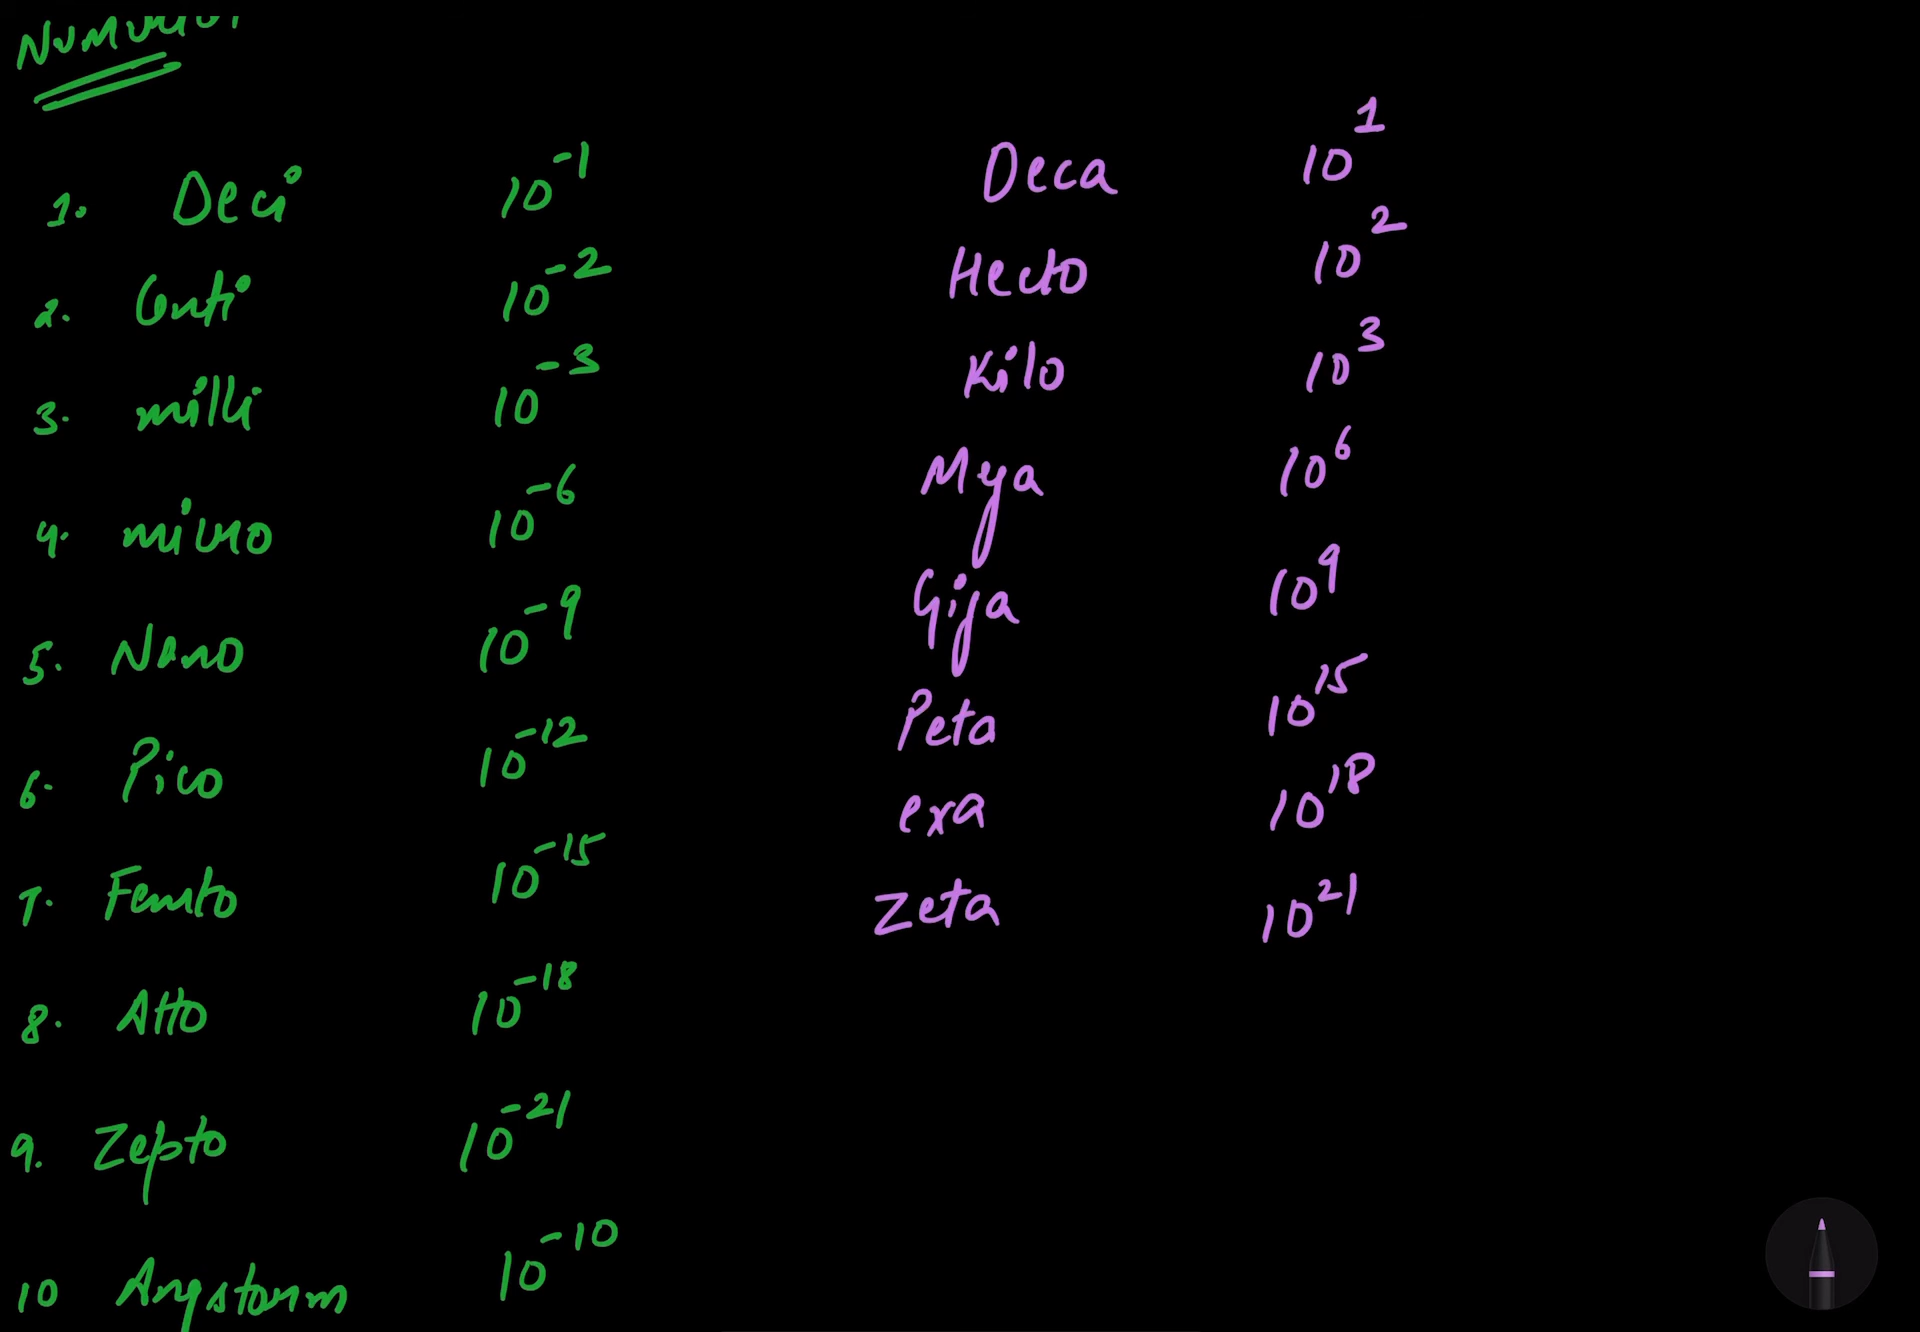 1. Deci 10^-1
2. Centi 10^-2
3. milli 10^-3
4. micro 10^-6
5. Nano 10^-9
6. Pico 10^-12
7. Femto 10^-15
8. Atto 10^-18
9. Zepto 10^-21
10 Angstorm 10^-10
Deca 10^1
Hecto 10^2
Kilo 10^3
Mega 10^6
Giga 10^9
Peta 10^15
exa 10^18
Zeta 10^21